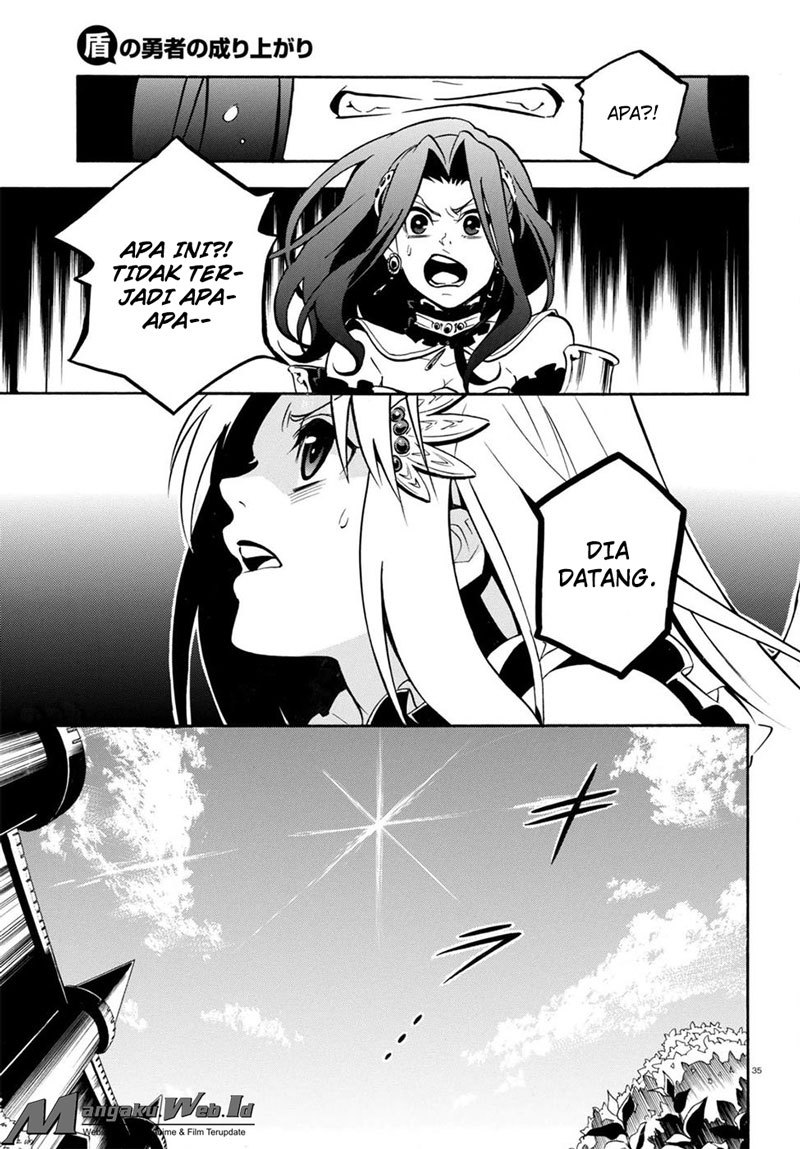 盾の勇者の成り上がり
APA?!
APA INI?!
TIDAK TER-
JADI APA-
APA--
DIA
DATANG.
35
MangakuWeb.Id